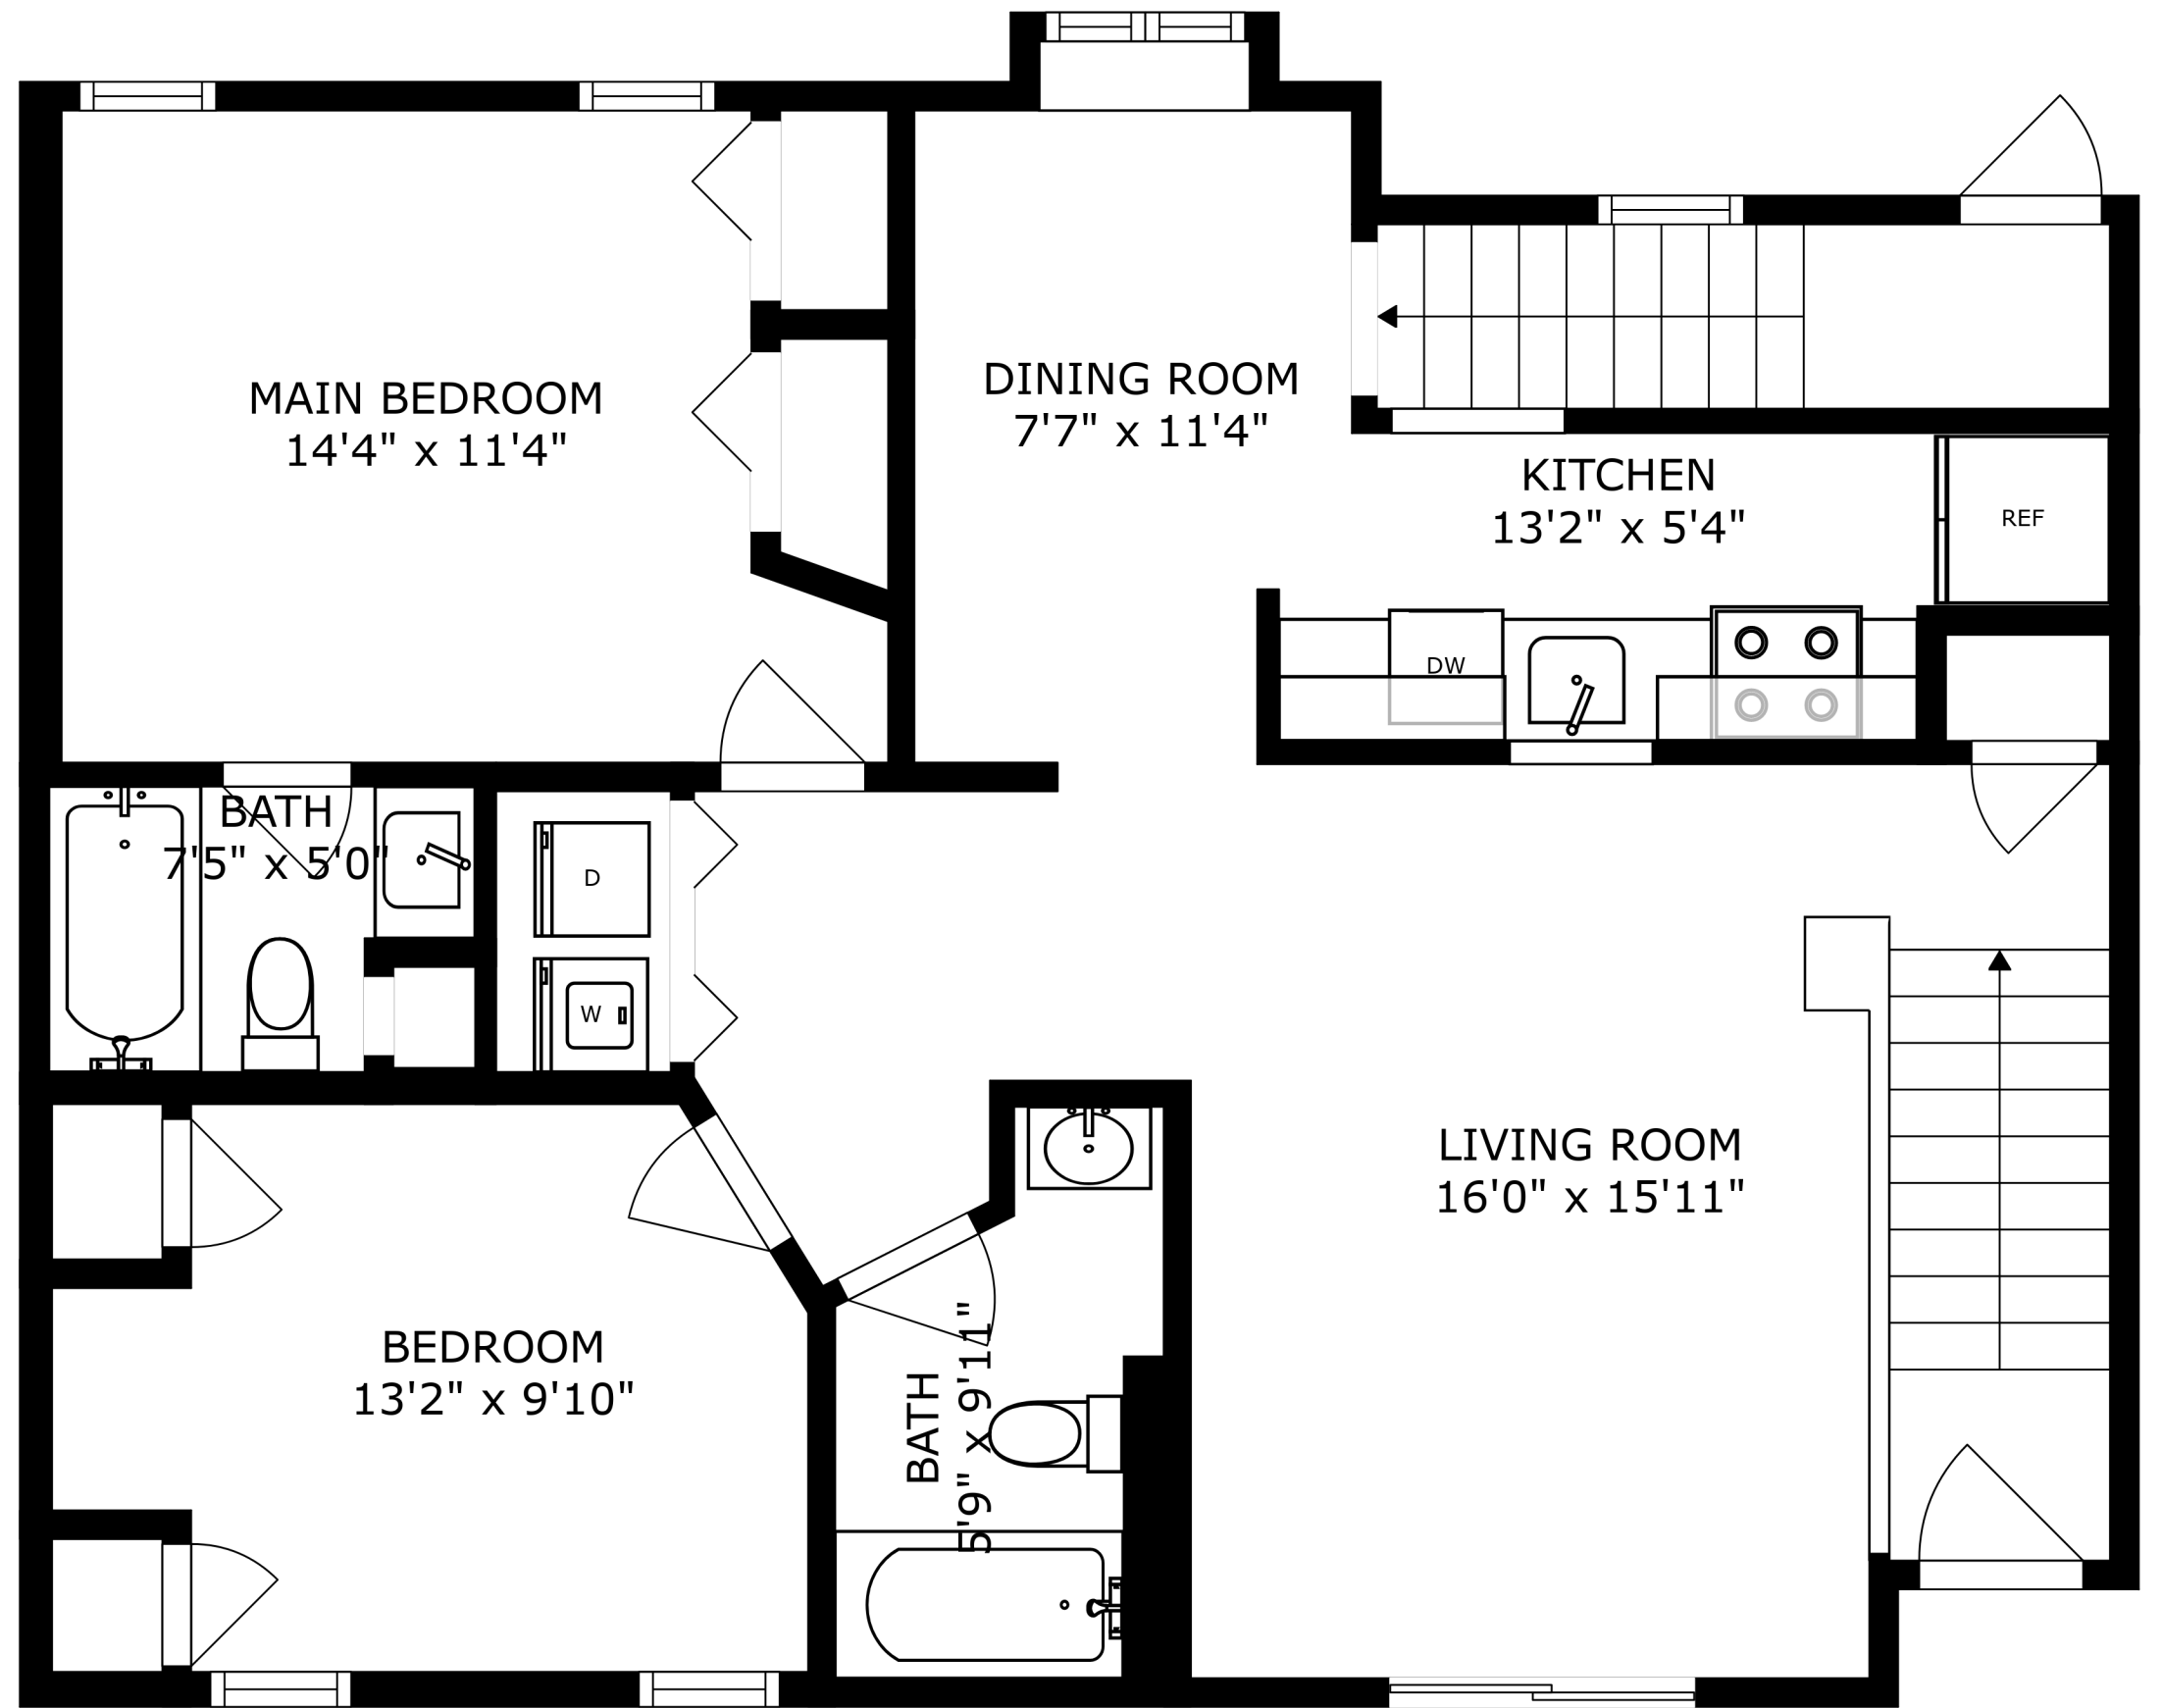 MAIN BEDROOM
14'4" x 11'4"
DINING ROOM
7'7" x 11'4"
KITCHEN
13'2" x 5'4"
REF
DW
BATH
7'5" x 5'0"
D
W
LIVING ROOM
16'0" x 15'11"
BEDROOM
13'2" x 9'10"
BATH
5'9" x 9'11"